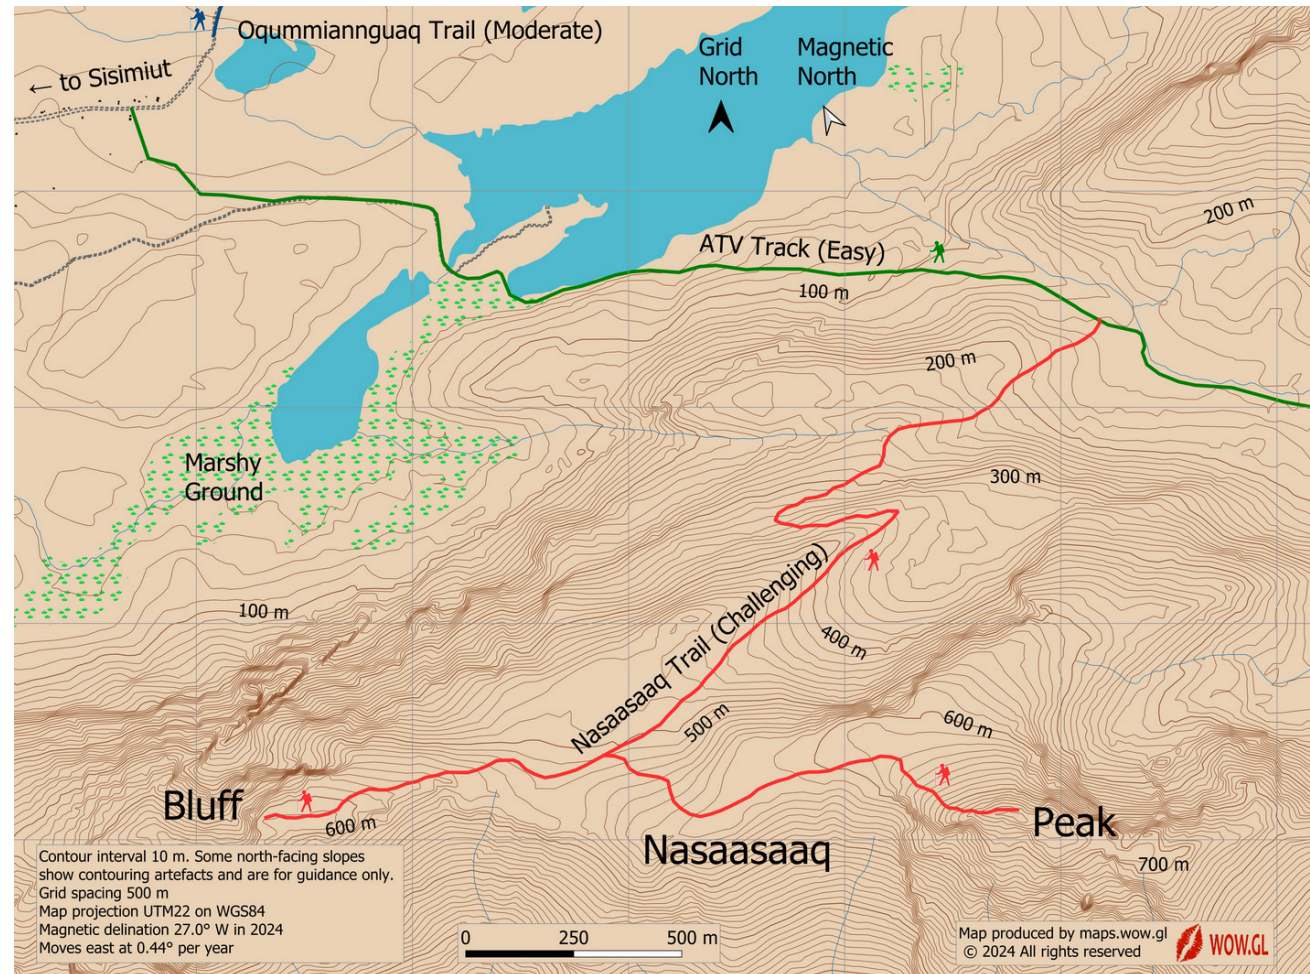 Oqummiannguaq Trail (Moderate)
← to Sisimiut
Grid
North
Magnetic
North
200 m
ATV Track (Easy)
100 m
200 m
Marshy
Ground
300 m
100 m
400 m
Nasaasaaq Trail (Challenging)
500 m
600 m
Bluff
600 m
Peak
Nasaasaaq
700 m
Contour interval 10 m. Some north-facing slopes
show contouring artefacts and are for guidance only.
Grid spacing 500 m
Map projection UTM22 on WGS84
Magnetic delination 27.0° W in 2024
Moves east at 0.44° per year
0 250 500 m
Map produced by maps.wow.gl
© 2024 All rights reserved
WOW.GL